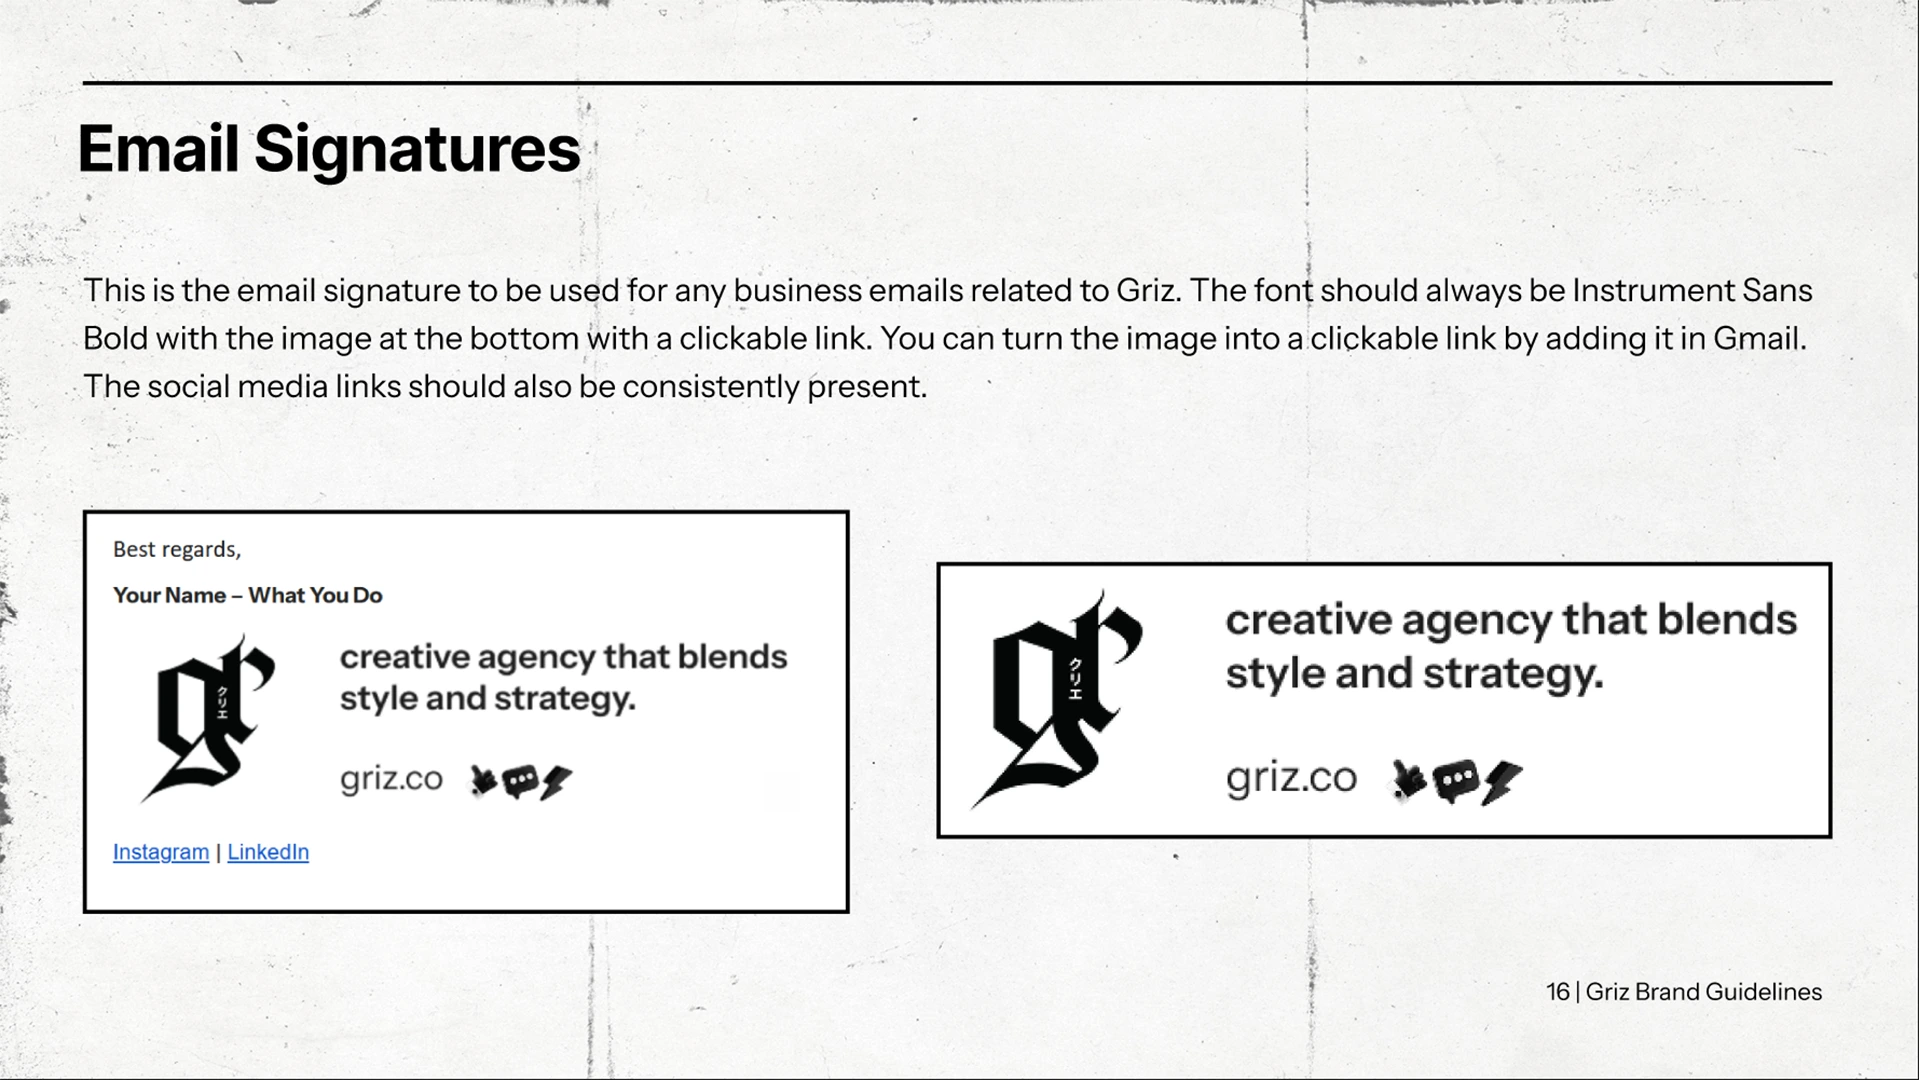 Email Signatures
This is the email signature to be used for any business emails related to Griz. The font should always be Instrument Sans
Bold with the image at the bottom with a clickable link. You can turn the image into a clickable link by adding it in Gmail.
The social media links should also be consistently present.
Best regards,
Your Name – What You Do
gr
クリエ
creative agency that blends
style and strategy.
griz.co
Instagram | LinkedIn
gr
クリエ
creative agency that blends
style and strategy.
griz.co
16 | Griz Brand Guidelines